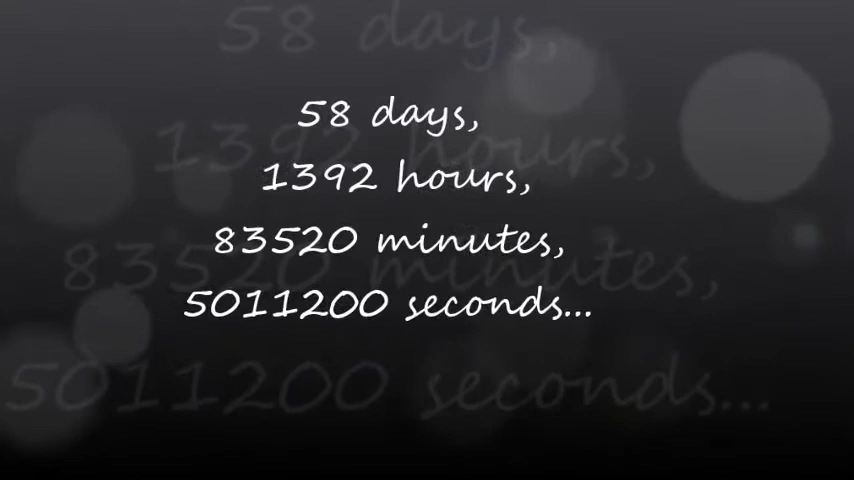 58 days,
1392 hours,
83520 minutes,
5011200 seconds...